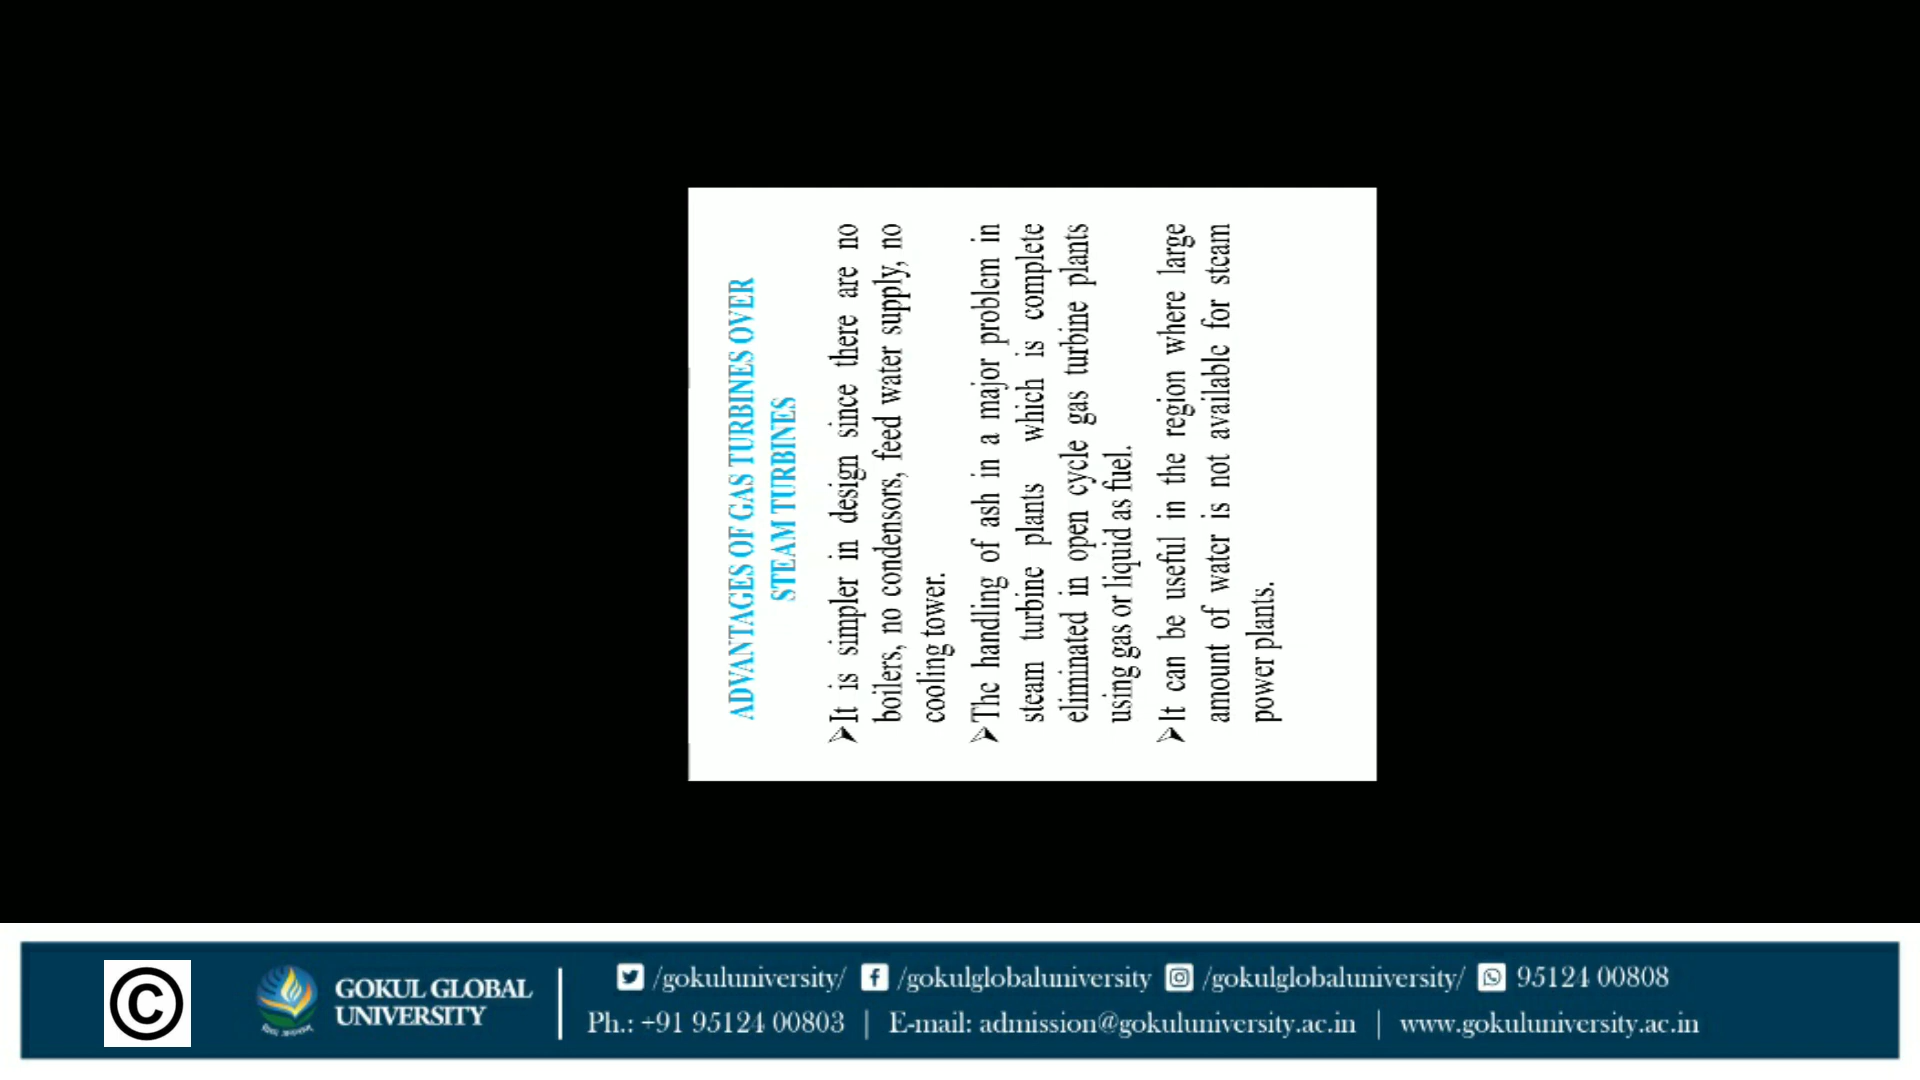 ADVANTAGES OF GAS TURBINES OVER
STEAM TURBINES
➢It is simpler in design since there are no
boilers, no condensors, feed water supply, no
cooling tower.
➢The handling of ash in a major problem in
steam turbine plants which is complete
eliminated in open cycle gas turbine plants
using gas or liquid as fuel.
➢It can be useful in the region where large
amount of water is not available for steam
power plants.
©
GOKUL GLOBAL
UNIVERSITY
/gokuluniversity/ /gokulglobaluniversity /gokulglobaluniversity/ 95124 00808
Ph.: +91 95124 00803 | E-mail: admission@gokuluniversity.ac.in | www.gokuluniversity.ac.in